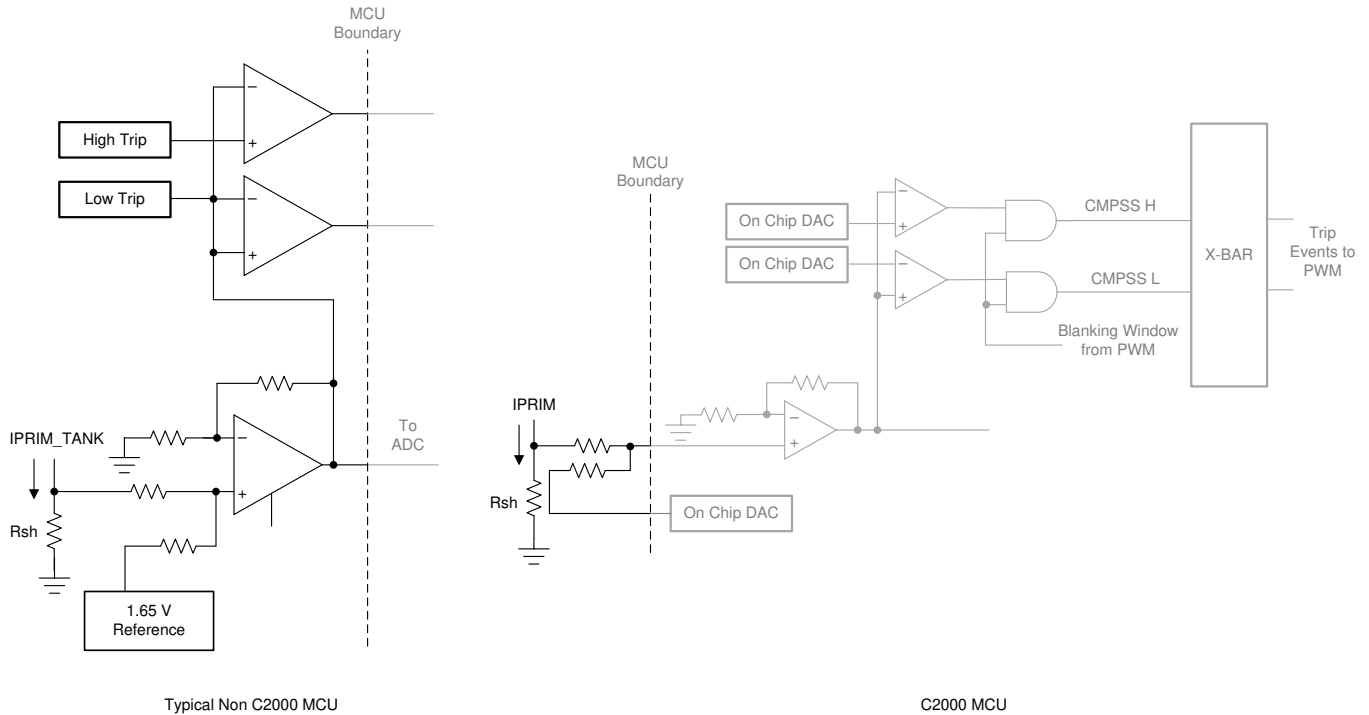 MCU
Boundary
High Trip
Low Trip
−
+
−
+
−
+
IPRIM_TANK
Rsh
1.65 V
Reference
To
ADC
Typical Non C2000 MCU
MCU
Boundary
On Chip DAC
On Chip DAC
−
+
−
+
CMPSS H
CMPSS L
X-BAR
Trip
Events to
PWM
Blanking Window
from PWM
IPRIM
Rsh
−
+
On Chip DAC
C2000 MCU